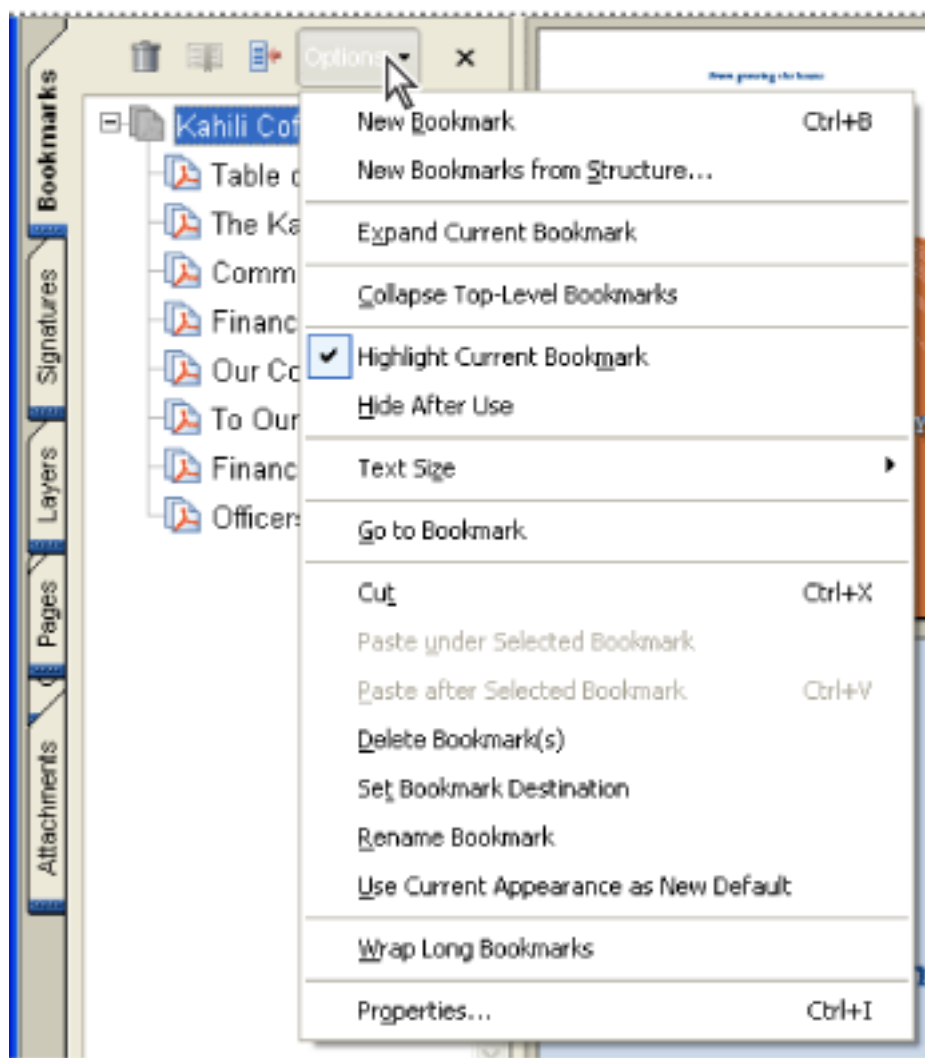 Options
Bookmarks
Signatures
Layers
Pages
Attachments
Kahili Cof
Table
The Ka
Comm
Financ
Our Co
To Our
Financ
Officers
New Bookmark Ctrl+B
New Bookmarks from Structure...
Expand Current Bookmark
Collapse Top-Level Bookmarks
Highlight Current Bookmark
Hide After Use
Text Size
Go to Bookmark
Cut Ctrl+X
Paste under Selected Bookmark
Paste after Selected Bookmark Ctrl+V
Delete Bookmark(s)
Set Bookmark Destination
Rename Bookmark
Use Current Appearance as New Default
Wrap Long Bookmarks
Properties... Ctrl+I